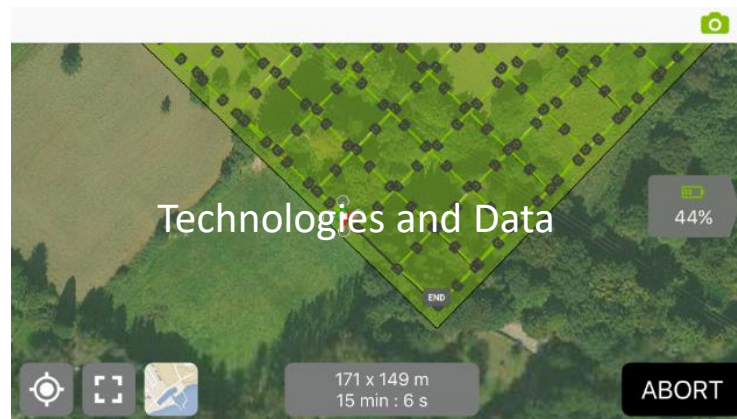 Technologies and Data
44%
END
171 x 149 m
15 min : 6 s
ABORT